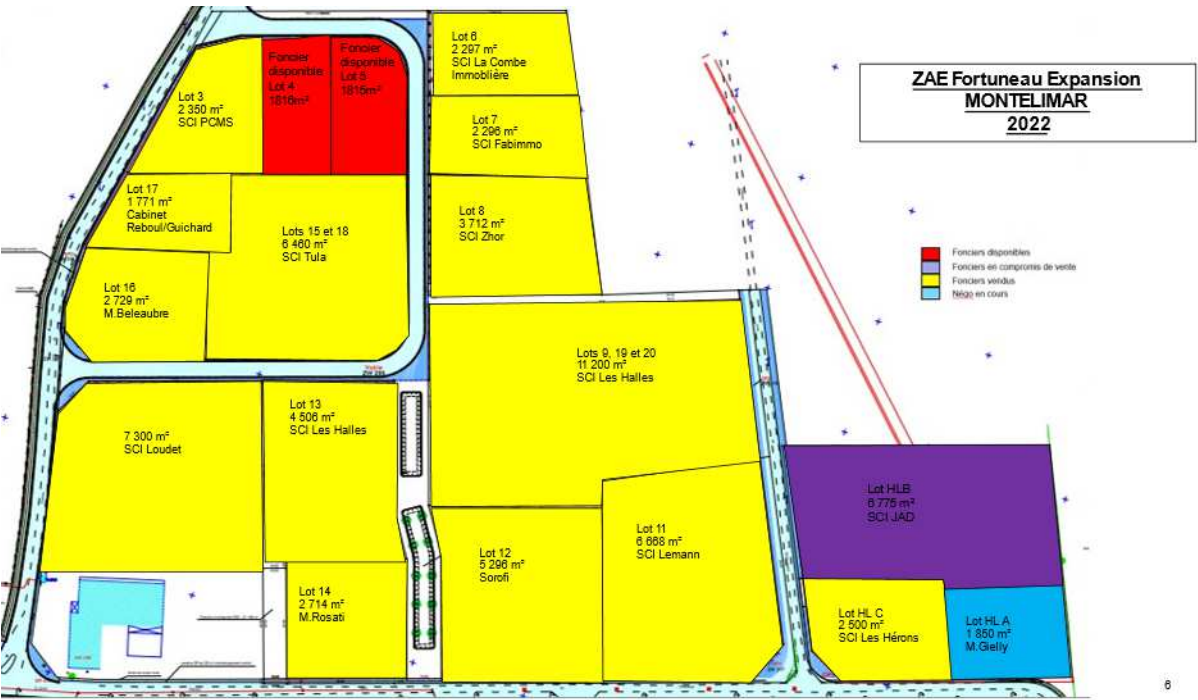 ZAE Fortuneau Expansion
MONTELIMAR
2022
Lot 3
2 350 m²
SCI PCMS
Foncier
disponible
Lot 4
1816m²
Foncier
disponible
Lot 5
1815m²
Lot 6
2 297 m²
SCI La Combe
Immoblière
Lot 7
2 296 m²
SCI Fabimmo
Lot 8
3 712 m²
SCI Zhor
Lot 17
1 771 m²
Cabinet
Reboul/Guichard
Lots 15 et 18
6 460 m²
SCI Tula
Lot 16
2 729 m²
M.Beleaubre
Lots 9, 19 et 20
11 200 m²
SCI Les Halles
Fonciers disponibles
Fonciers en compromis de vente
Fonciers vendus
Négo en cours
7 300 m²
SCI Loudet
Lot 13
4 506 m²
SCI Les Halles
Lot 12
5 296 m²
Sorofi
Lot 11
6 668 m²
SCI Lemann
Lot 14
2 714 m²
M.Rosati
Lot HLB
6 775 m²
SCI JAD
Lot HL C
2 500 m²
SCI Les Hérons
Lot HL A
1 850 m²
M.Gielly
6